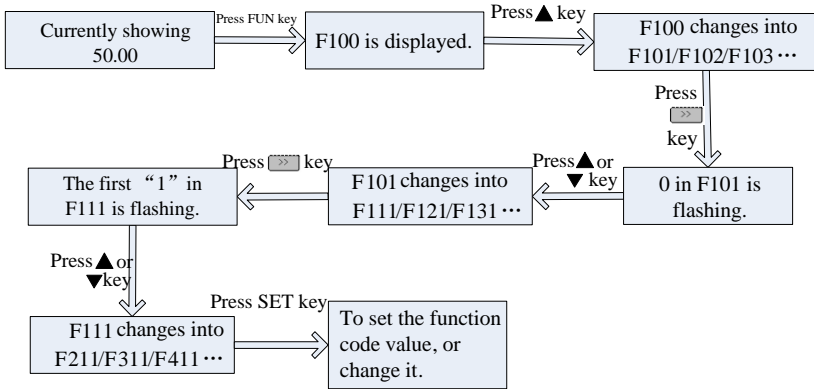 Currently showing
50.00
Press FUN key
F100 is displayed.
Press ▲ key
F100 changes into
F101/F102/F103···
Press
>>
key
0 in F101 is
flashing.
Press ▲ or
▼ key
F101 changes into
F111/F121/F131···
Press >> key
The first “1” in
F111 is flashing.
Press ▲ or
▼key
F111 changes into
F211/F311/F411···
Press SET key
To set the function
code value, or
change it.